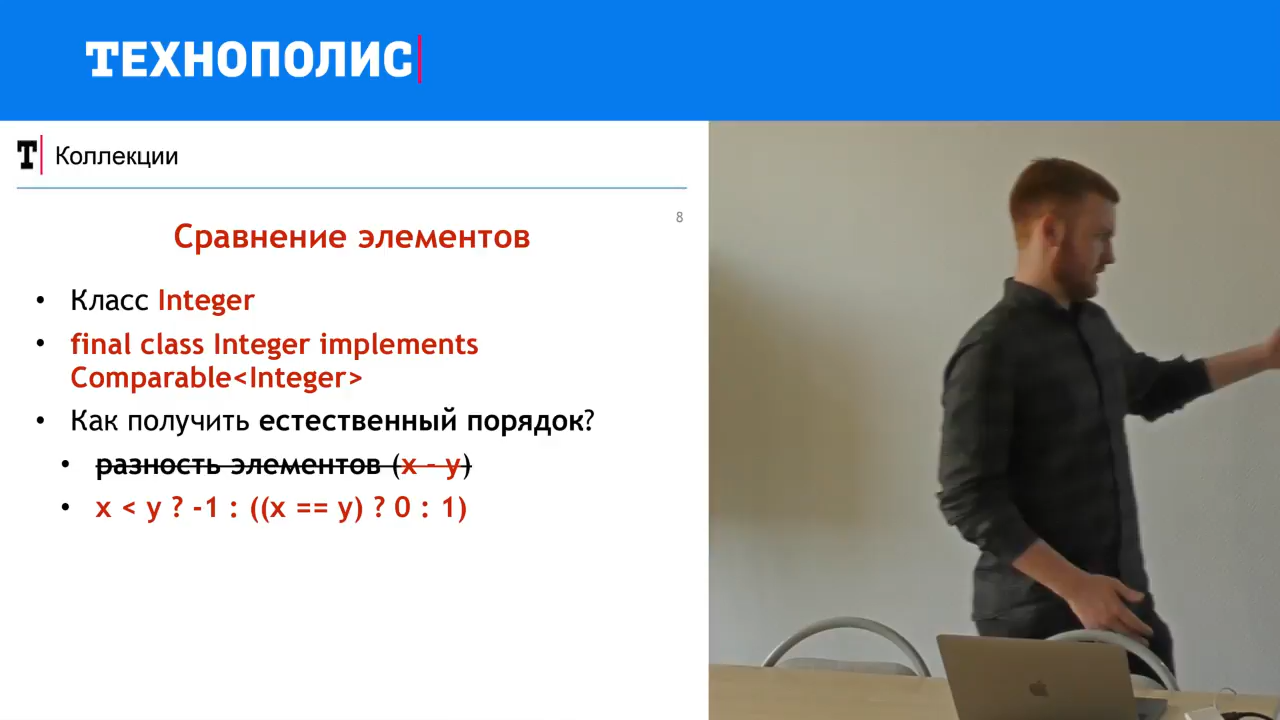 ТЕХНОПОЛИС
Т Коллекции
8
Сравнение элементов
• Класс Integer
• final class Integer implements
Comparable<Integer>
• Как получить естественный порядок?
• разность элементов (x - y)
• x < y ? -1 : ((x == y) ? 0 : 1)